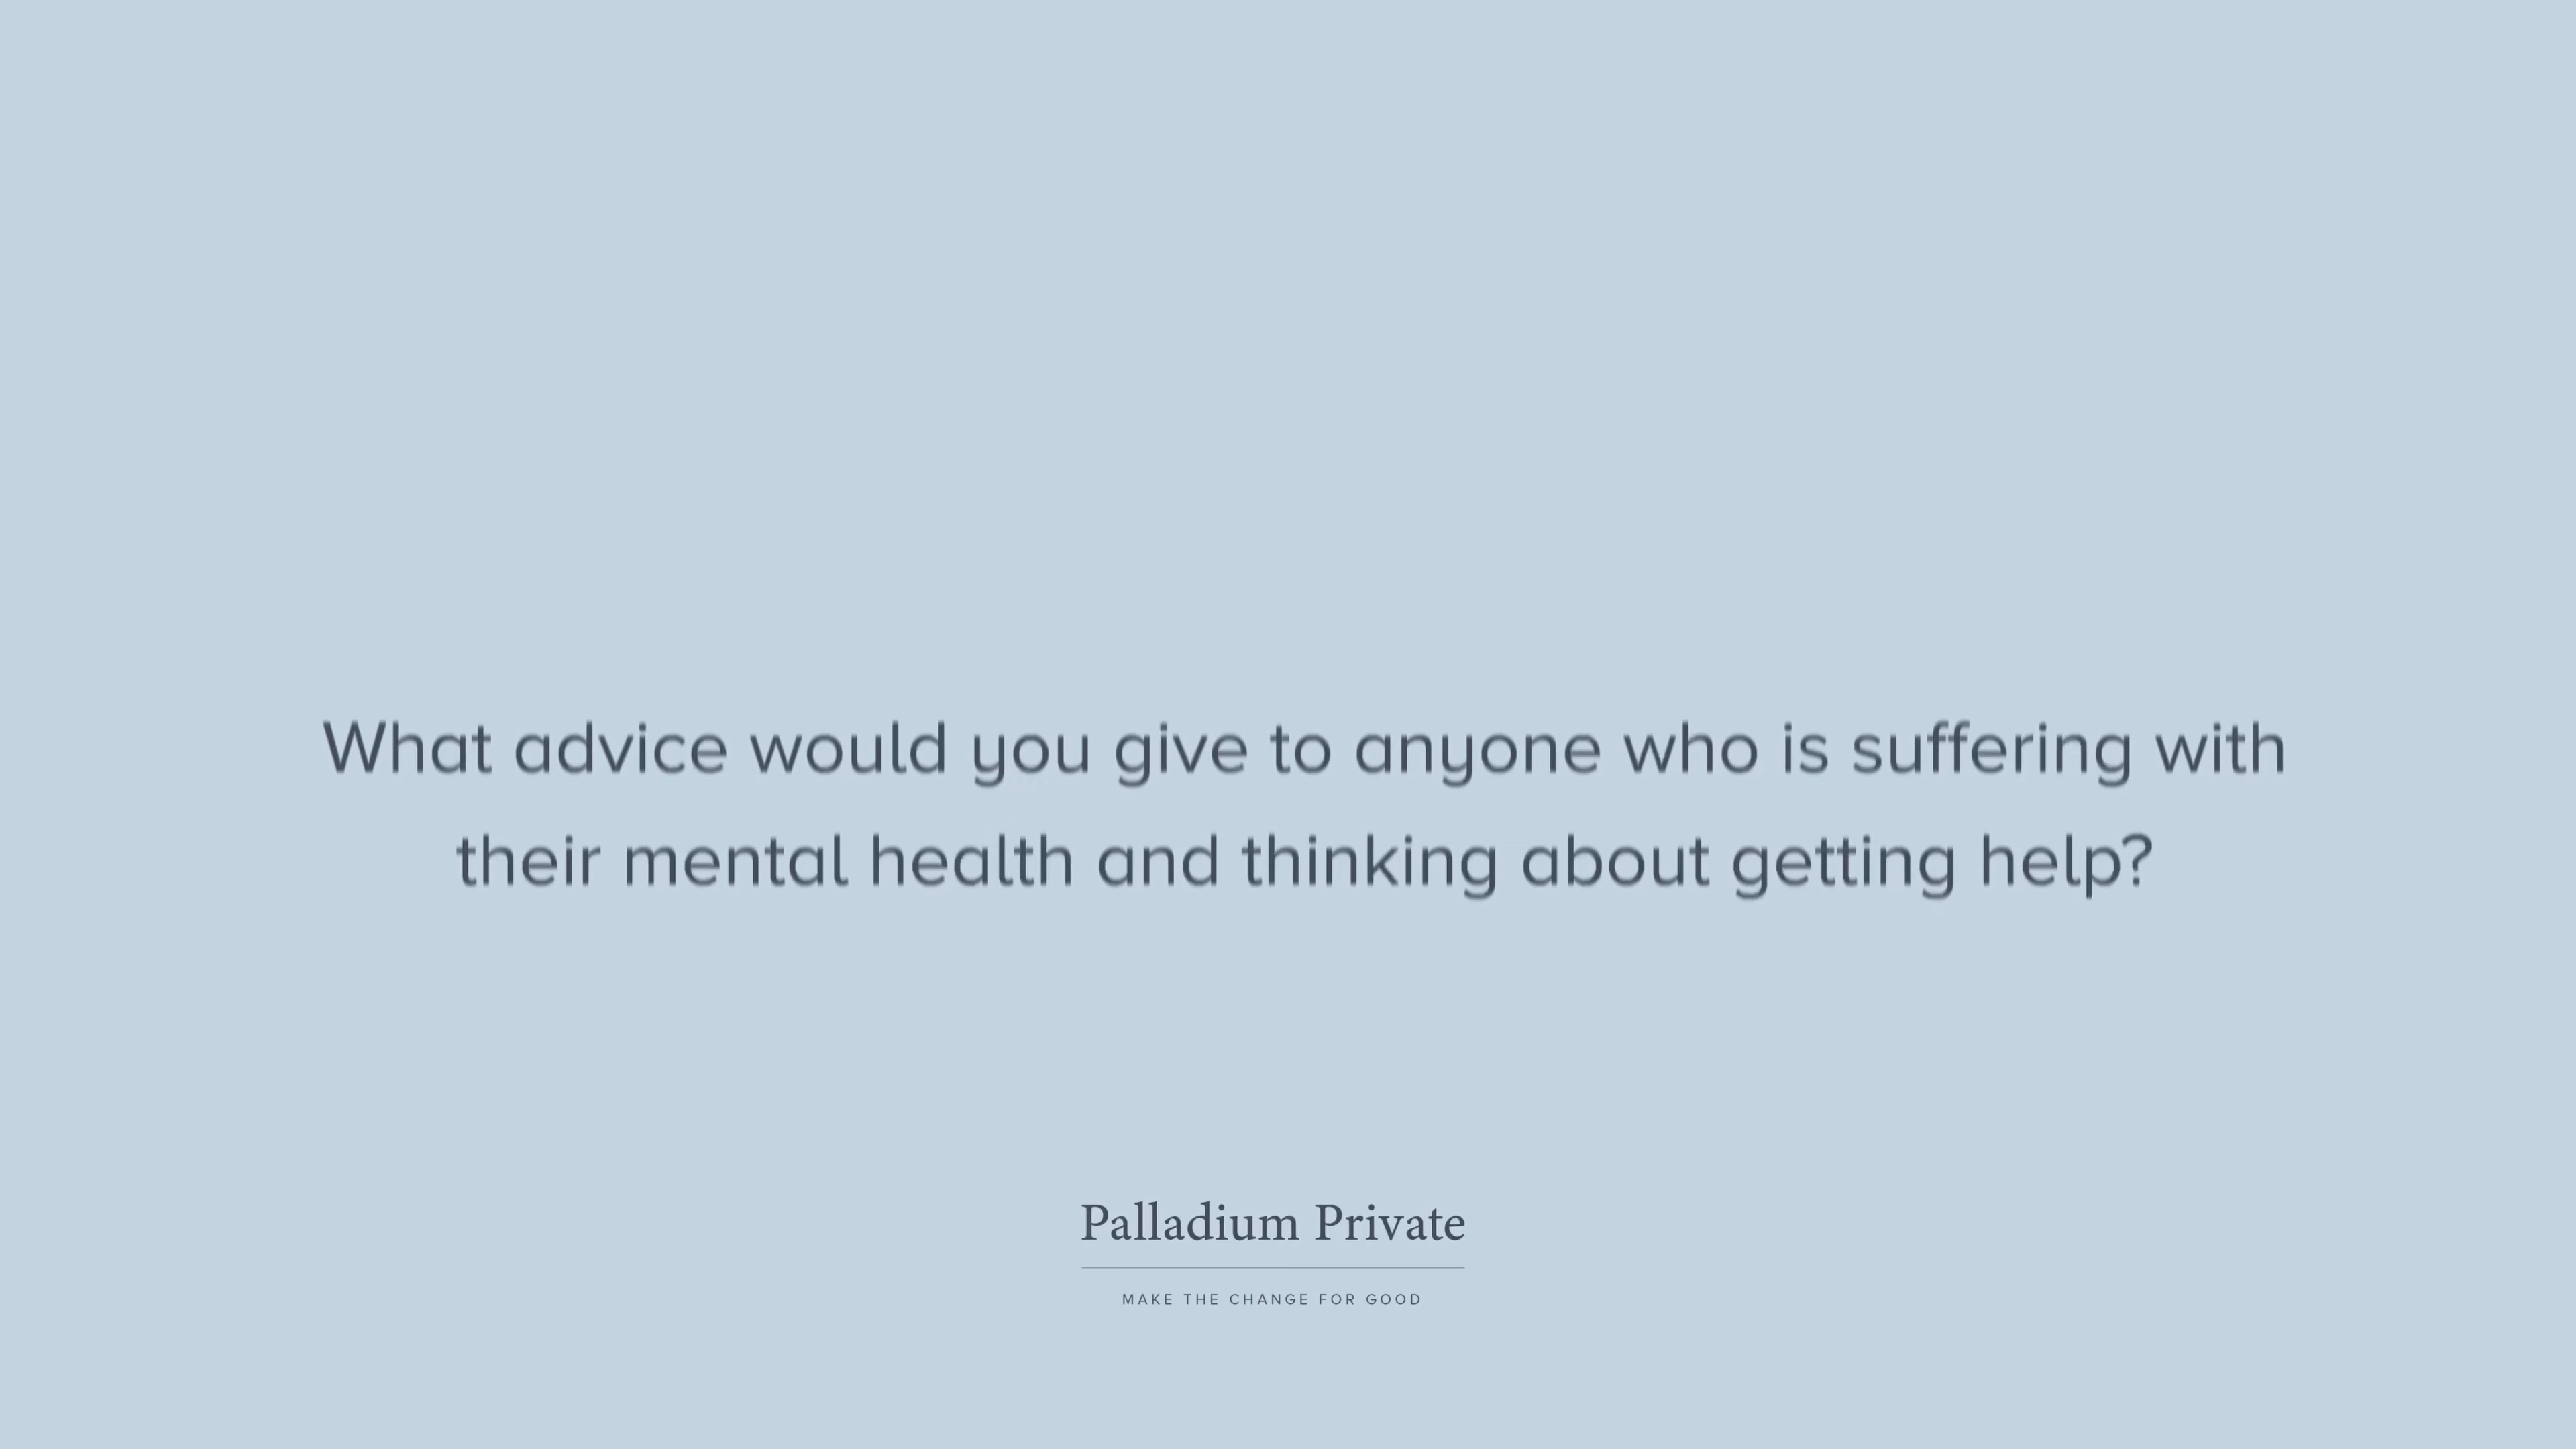 What advice would you give to anyone who is suffering with
their mental health and thinking about getting help?
Palladium Private
MAKE THE CHANGE FOR GOOD